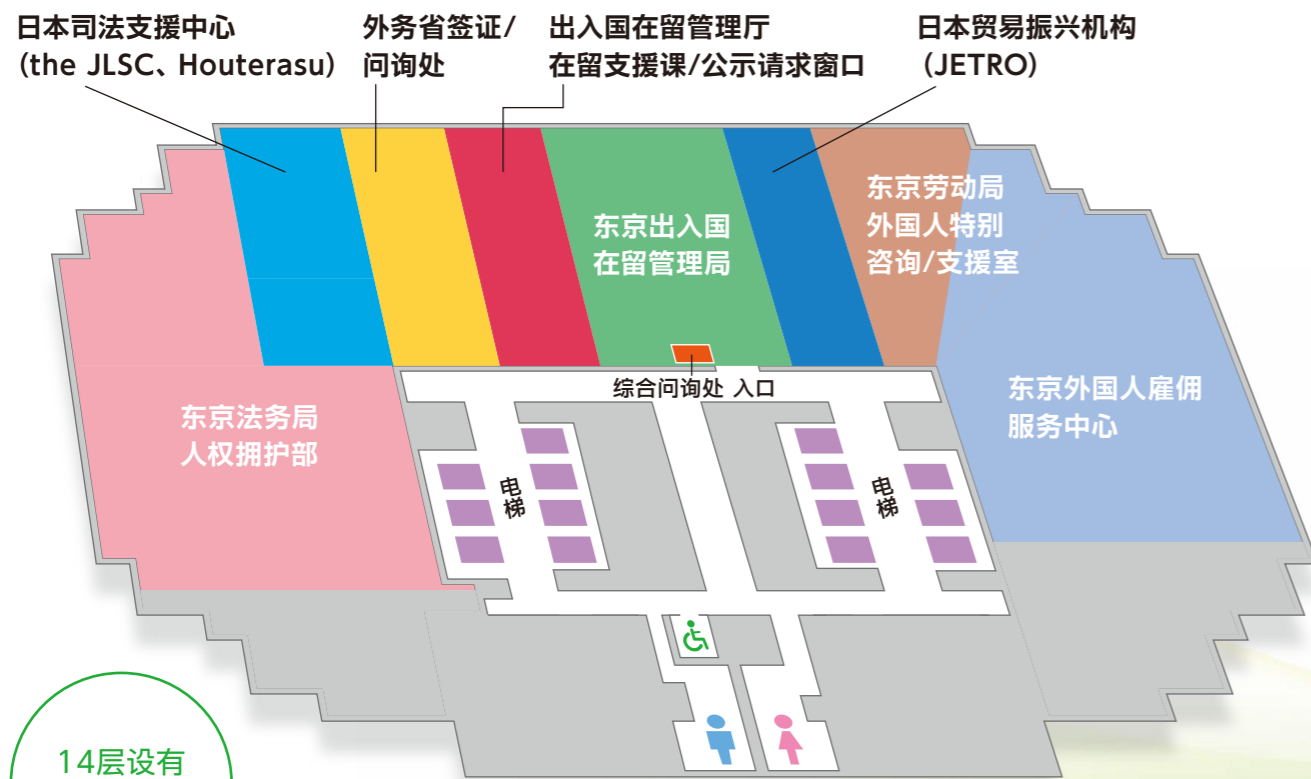 日本司法支援中心
（the JLSC、Houterasu）
外务省签证/
问询处
出入国在留管理厅
在留支援课/公示请求窗口
日本贸易振兴机构
（JETRO）
东京出入国
在留管理局
东京劳动局
外国人特别
咨询/支援室
综合问询处 入口
东京法务局
人权拥护部
东京外国人雇佣
服务中心
电梯
电梯
14层设有